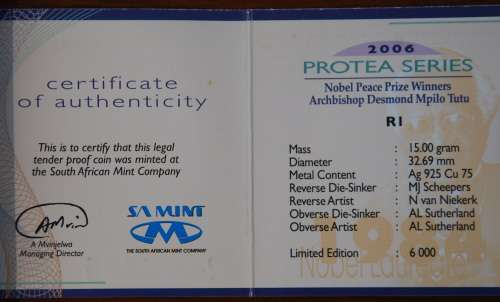 certificate
of authenticity
This is to certify that this legal
tender proof coin was minted at
the South African Mint Company
A Mvinjelwa
Managing Director
SA MINT
THE SOUTH AFRICAN MINT COMPANY
2006
PROTEA SERIES
Nobel Peace Prize Winners
Archbishop Desmond Mpilo Tutu
R1
Mass : 15.00 gram
Diameter : 32.69 mm
Metal Content : Ag 925 Cu 75
Reverse Die-Sinker : MJ Scheepers
Reverse Artist : N van Niekerk
Obverse Die-Sinker : AL Sutherland
Obverse Artist : AL Sutherland
Limited Edition : 6 000
Nobel Laureate